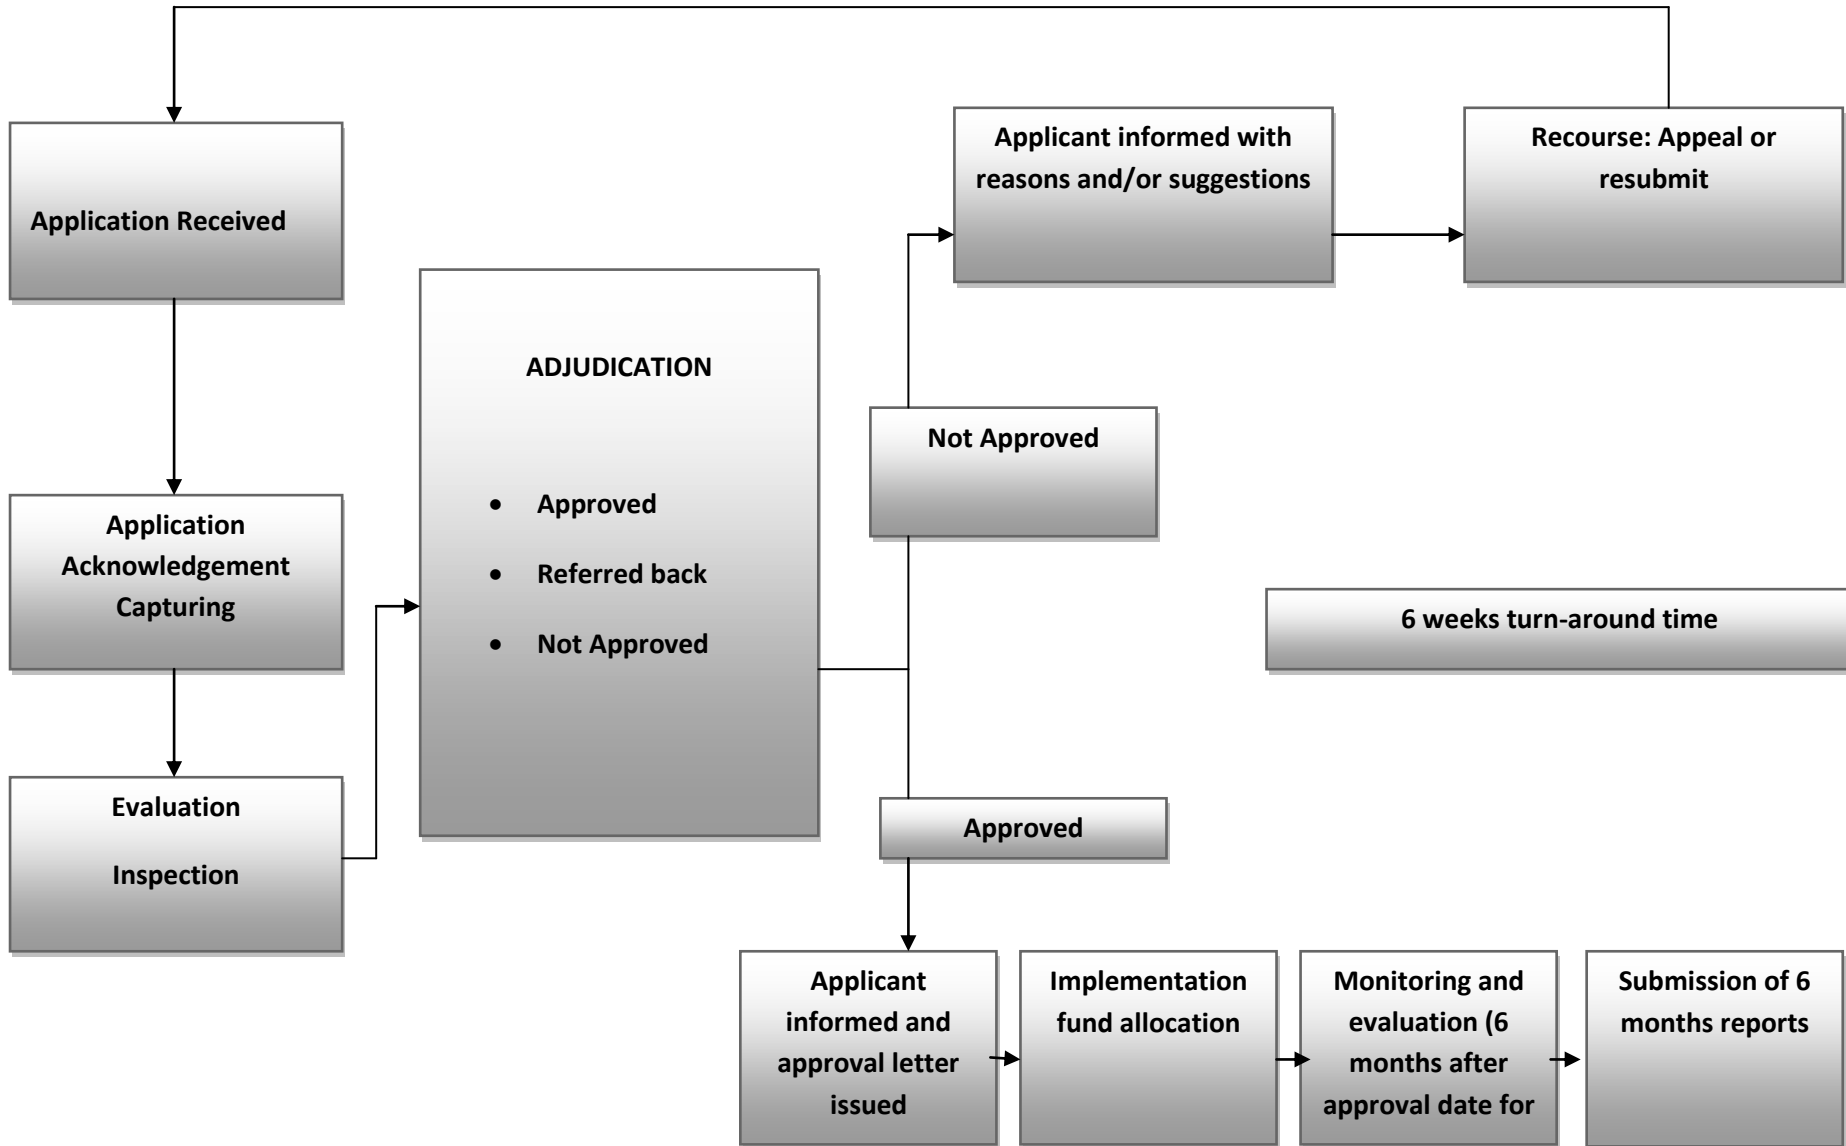 Application Received
Application
Acknowledgement
Capturing
Evaluation
Inspection
ADJUDICATION
• Approved
• Referred back
• Not Approved
Not Approved
Applicant informed with
reasons and/or suggestions
Recourse: Appeal or
resubmit
6 weeks turn-around time
Approved
Applicant
informed and
approval letter
issued
Implementation
fund allocation
Monitoring and
evaluation (6
months after
approval date for
Submission of 6
months reports